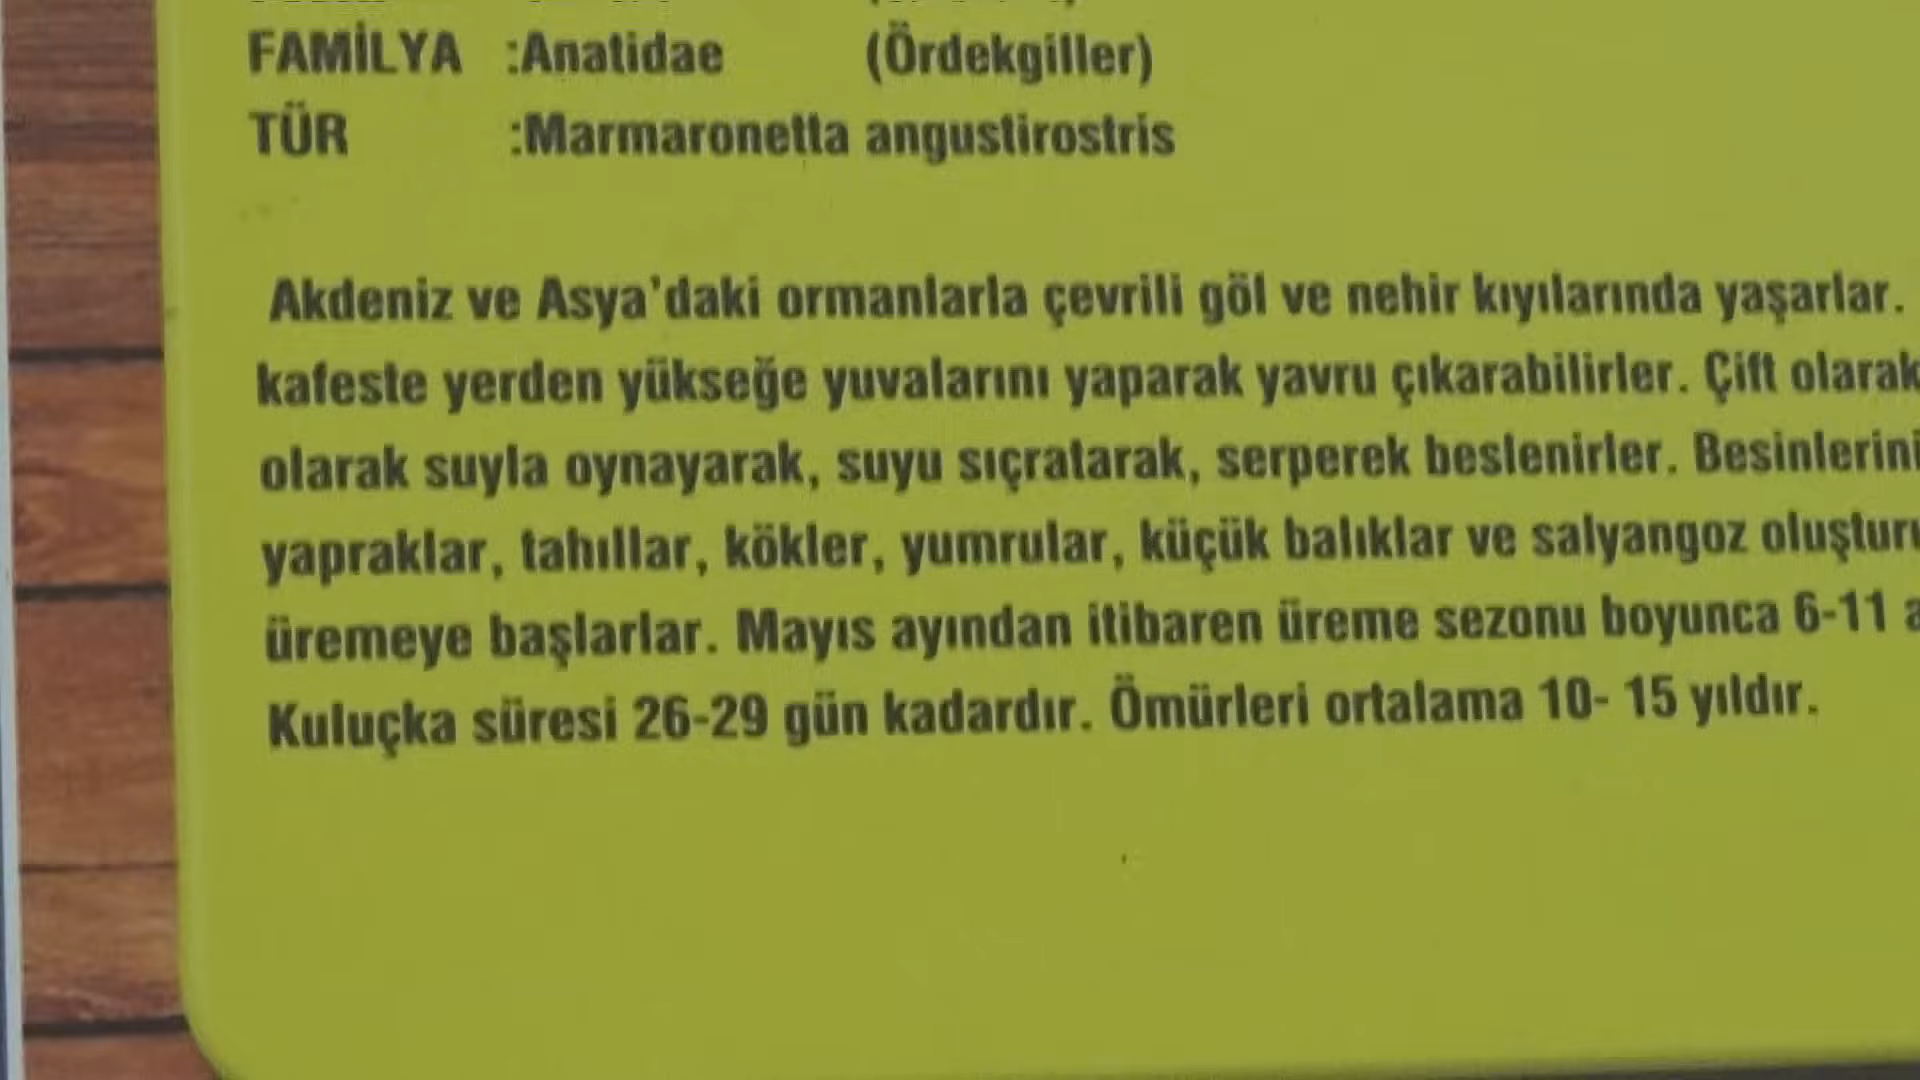 FAMİLYA :Anatidae (Ördekgiller)
TÜR :Marmaronetta angustirostris
Akdeniz ve Asya'daki ormanlarla çevrili göl ve nehir kıyılarında yaşarlar.
kafeste yerden yükseğe yuvalarını yaparak yavru çıkarabilirler. Çift olarak
olarak suyla oynayarak, suyu sıçratarak, serperek beslenirler. Besinlerini
yapraklar, tahıllar, kökler, yumrular, küçük balıklar ve salyangoz
üremeye başlarlar. Mayıs ayından itibaren üreme sezonu boyunca 6-11
Kuluçka süresi 26-29 gün kadardır. Ömürleri ortalama 10- 15 yıldır.